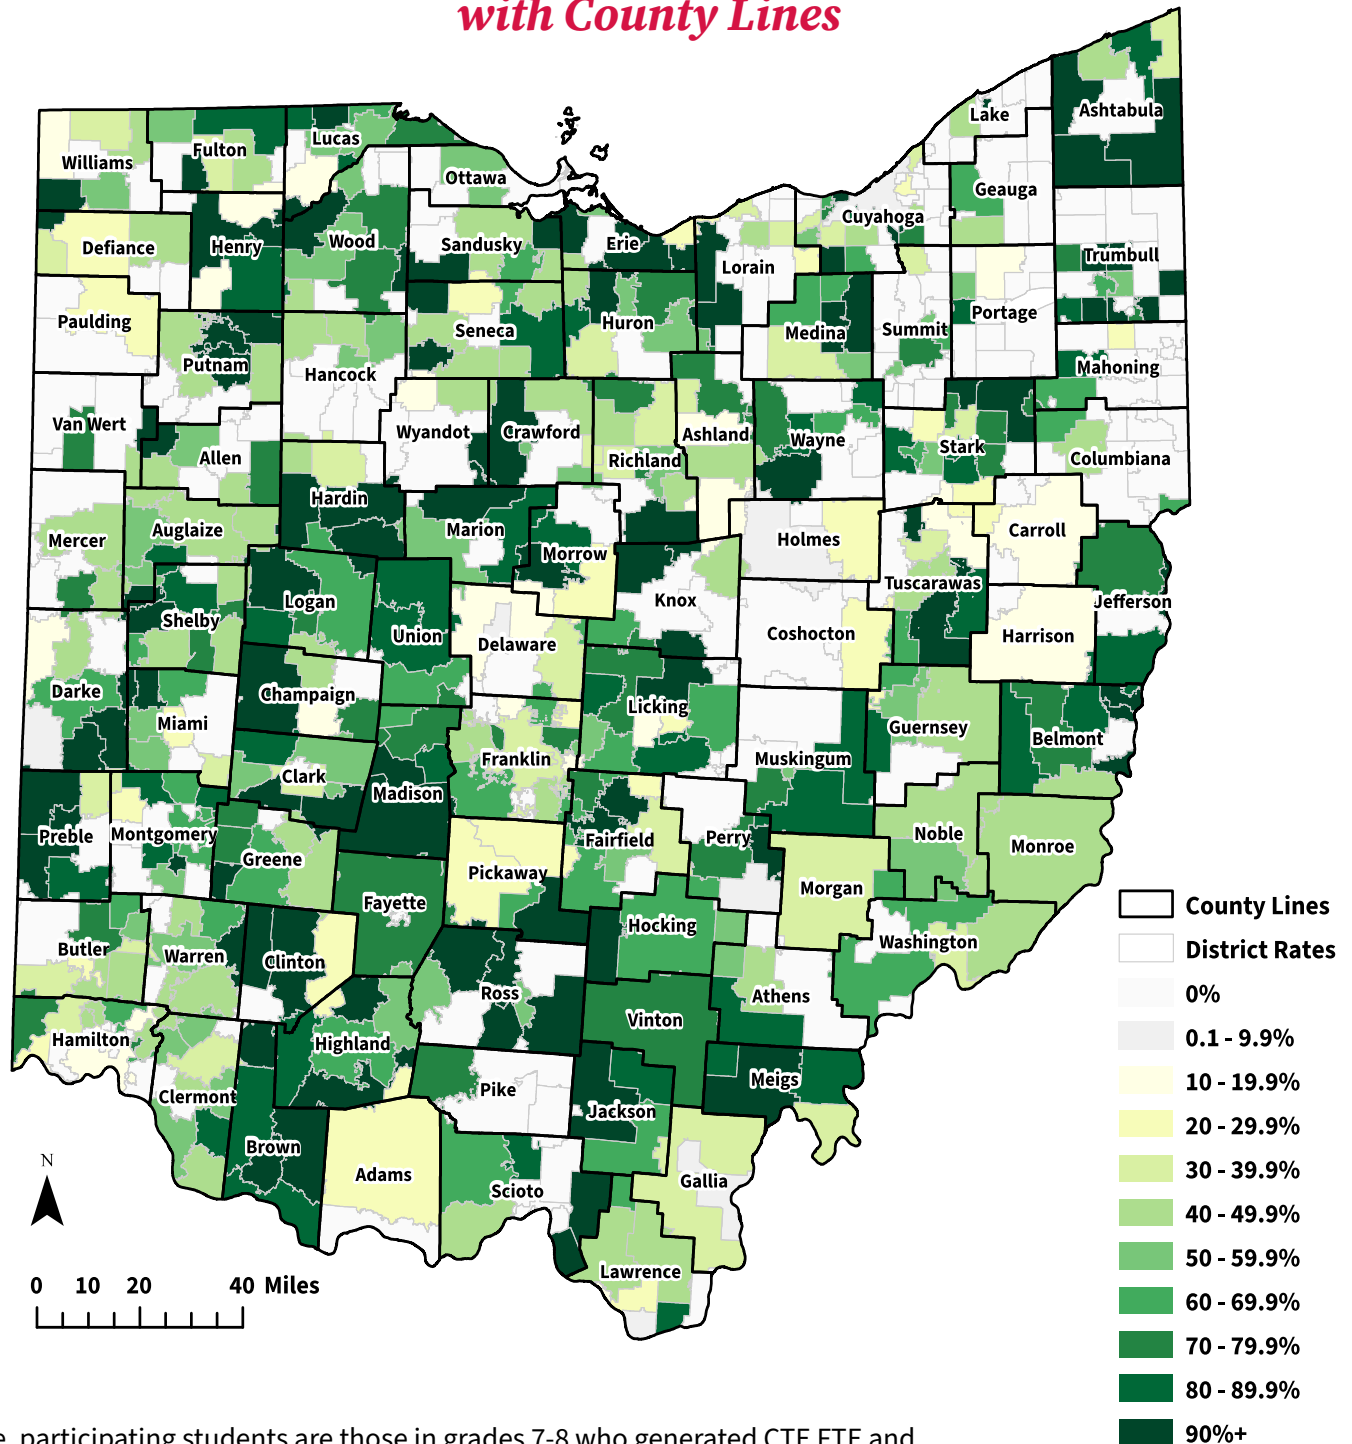 with County Lines
Lake
Ashtabula
Lucas
Fulton
Williams
Ottawa
Geauga
Cuyahoga
Defiance
Henry
Wood
Sandusky
Erie
Lorain
Trumbull
Paulding
Seneca
Huron
Medina
Summit
Portage
Putnam
Hancock
Mahoning
Van Wert
Allen
Wyandot
Crawford
Richland
Ashland
Wayne
Stark
Columbiana
Hardin
Mercer
Auglaize
Marion
Morrow
Holmes
Carroll
Tuscarawas
Logan
Knox
Jefferson
Shelby
Union
Delaware
Coshocton
Harrison
Darke
Champaign
Miami
Licking
Guernsey
Belmont
Clark
Franklin
Muskingum
Madison
Preble
Montgomery
Greene
Fairfield
Perry
Noble
Monroe
Pickaway
Morgan
Fayette
Hocking
Butler
Warren
Clinton
Washington
Ross
Athens
Vinton
Hamilton
Highland
Clermont
Pike
Meigs
Jackson
Brown
Adams
Scioto
Gallia
Lawrence
County Lines
District Rates
0%
0.1 - 9.9%
10 - 19.9%
20 - 29.9%
30 - 39.9%
40 - 49.9%
50 - 59.9%
60 - 69.9%
70 - 79.9%
80 - 89.9%
90%+
N
0 10 20 40 Miles
participating students are those in grades 7-8 who generated CTE FTE and